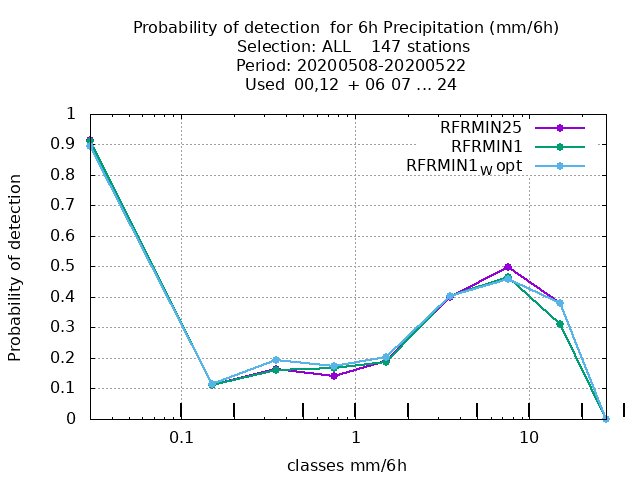 Probability of detection  for 6h Precipitation (mm/6h)
Selection: ALL    147 stations
Period: 20200508-20200522
Used  00,12  + 06 07 ... 24
RFRMIN25
RFRMIN1
RFRMIN1W opt
Probability of detection
1
0.9
0.8
0.7
0.6
0.5
0.4
0.3
0.2
0.1
0
0.1 1 10
classes mm/6h